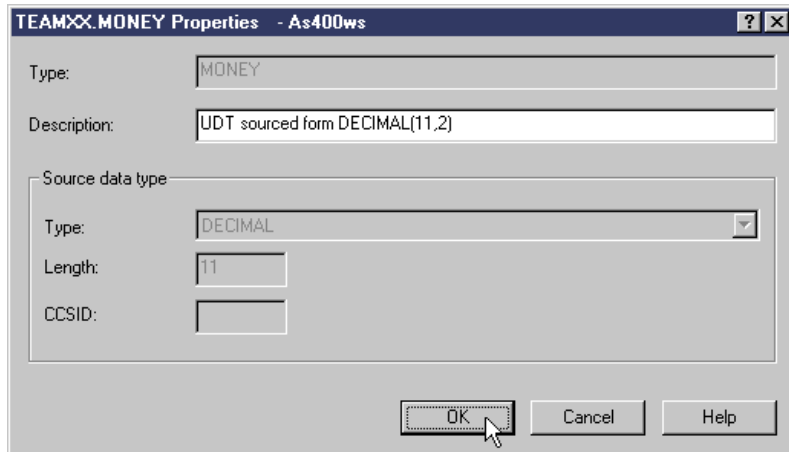 TEAMXX.MONEY Properties - As400ws
Type: MONEY
Description: UDT sourced form DECIMAL(11,2)
Source data type
Type: DECIMAL
Length: 11
CCSID:
OK Cancel Help